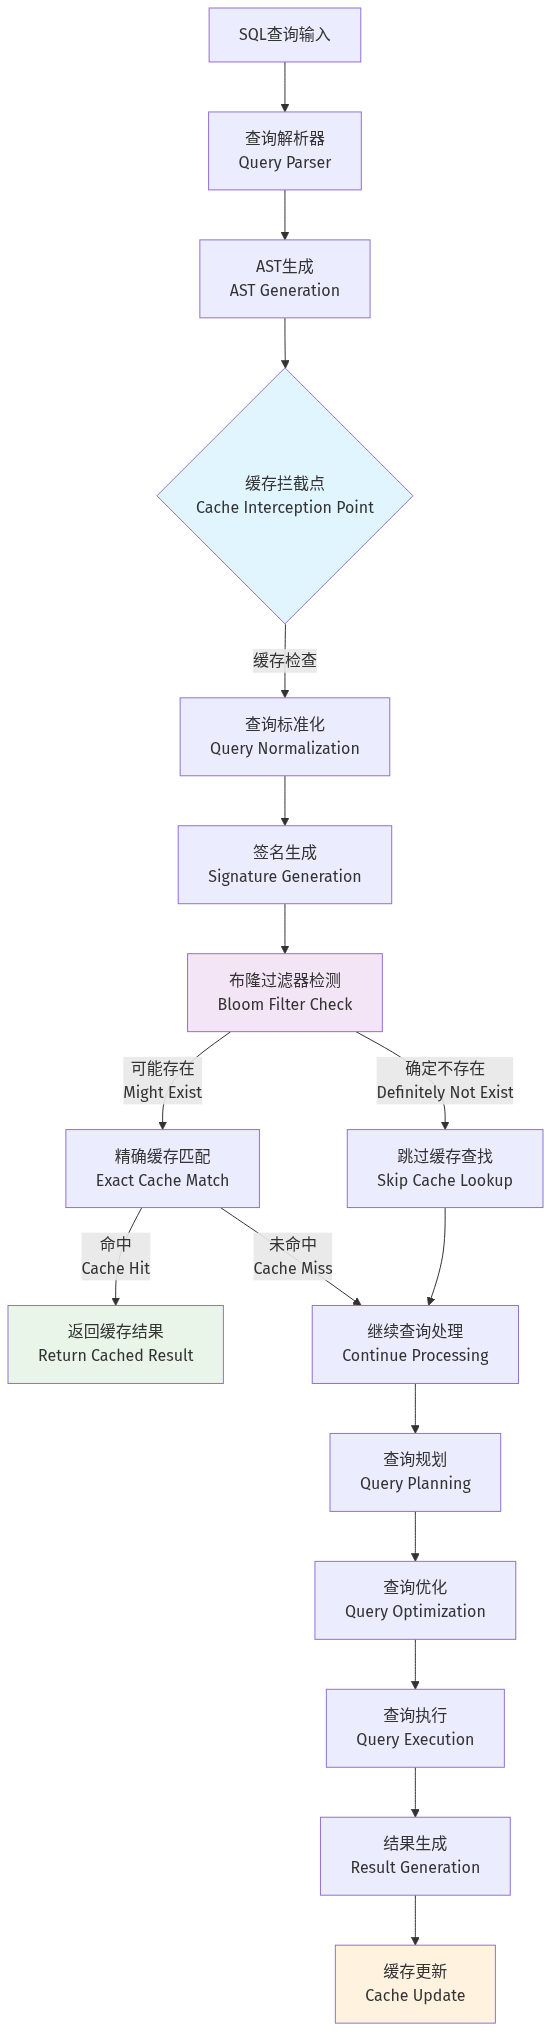 SQL查询输入
查询解析器
Query Parser
AST生成
AST Generation
缓存拦截点
Cache Interception Point
缓存检查
查询标准化
Query Normalization
签名生成
Signature Generation
布隆过滤器检测
Bloom Filter Check
可能存在
Might Exist
确定不存在
Definitely Not Exist
精确缓存匹配
Exact Cache Match
跳过缓存查找
Skip Cache Lookup
命中
Cache Hit
未命中
Cache Miss
返回缓存结果
Return Cached Result
继续查询处理
Continue Processing
查询规划
Query Planning
查询优化
Query Optimization
查询执行
Query Execution
结果生成
Result Generation
缓存更新
Cache Update